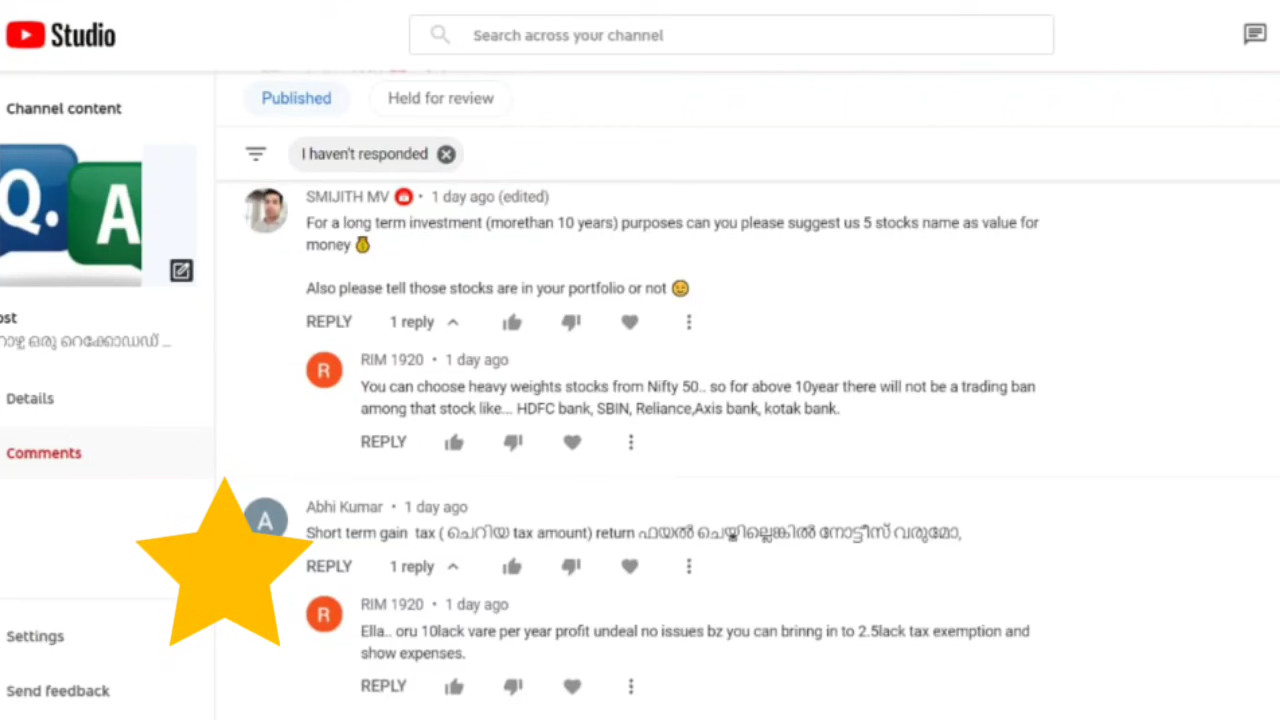 Studio
Search across your channel
Channel content
Published
Held for review
I haven't responded
Q.
A
ost
ഒരു റെക്കോഡഡ് ...
Details
Comments
Settings
Send feedback
SMIJITH MV • 1 day ago (edited)
For a long term investment (morethan 10 years) purposes can you please suggest us 5 stocks name as value for
money 💰
Also please tell those stocks are in your portfolio or not 😉
REPLY 1 reply
R
RIM 1920 • 1 day ago
You can choose heavy weights stocks from Nifty 50.. so for above 10year there will not be a trading ban
among that stock like... HDFC bank, SBIN, Reliance,Axis bank, kotak bank.
REPLY
A
Abhi Kumar • 1 day ago
Short term gain tax ( ചെറിയ tax amount) return ഫയൽ ചെയ്തില്ലെങ്കിൽ നോട്ടീസ് വരുമോ,
REPLY 1 reply
R
RIM 1920 • 1 day ago
Ella.. oru 10lack vare per year profit undeal no issues bz you can brinng in to 2.5lack tax exemption and
show expenses.
REPLY